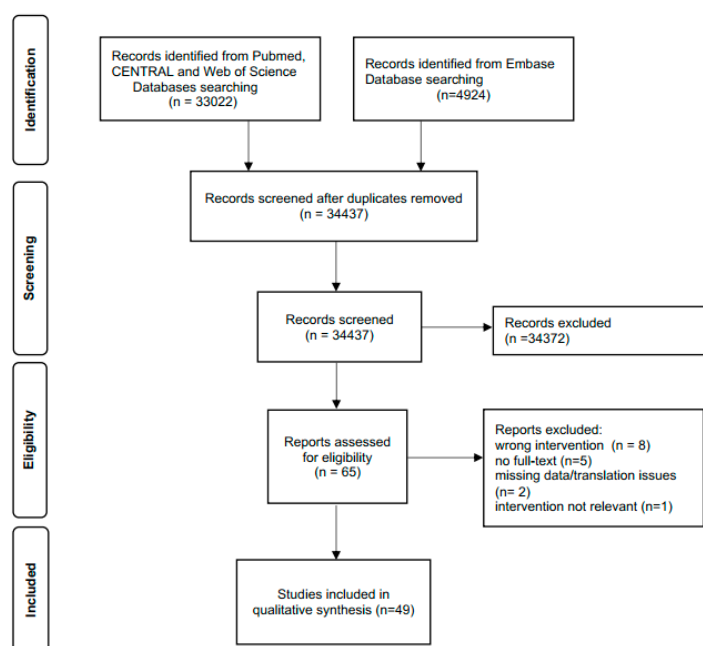 Identification
Records identified from Pubmed,
CENTRAL and Web of Science
Databases searching
(n = 33022)
Records identified from Embase
Database searching
(n=4924)
Records screened after duplicates removed
(n = 34437)
Screening
Records screened
(n = 34437)
Records excluded
(n =34372)
Eligibility
Reports assessed
for eligibility
(n = 65)
Reports excluded:
wrong intervention (n = 8)
no full-text (n=5)
missing data/translation issues
(n= 2)
intervention not relevant (n=1)
Included
Studies included in
qualitative synthesis (n=49)